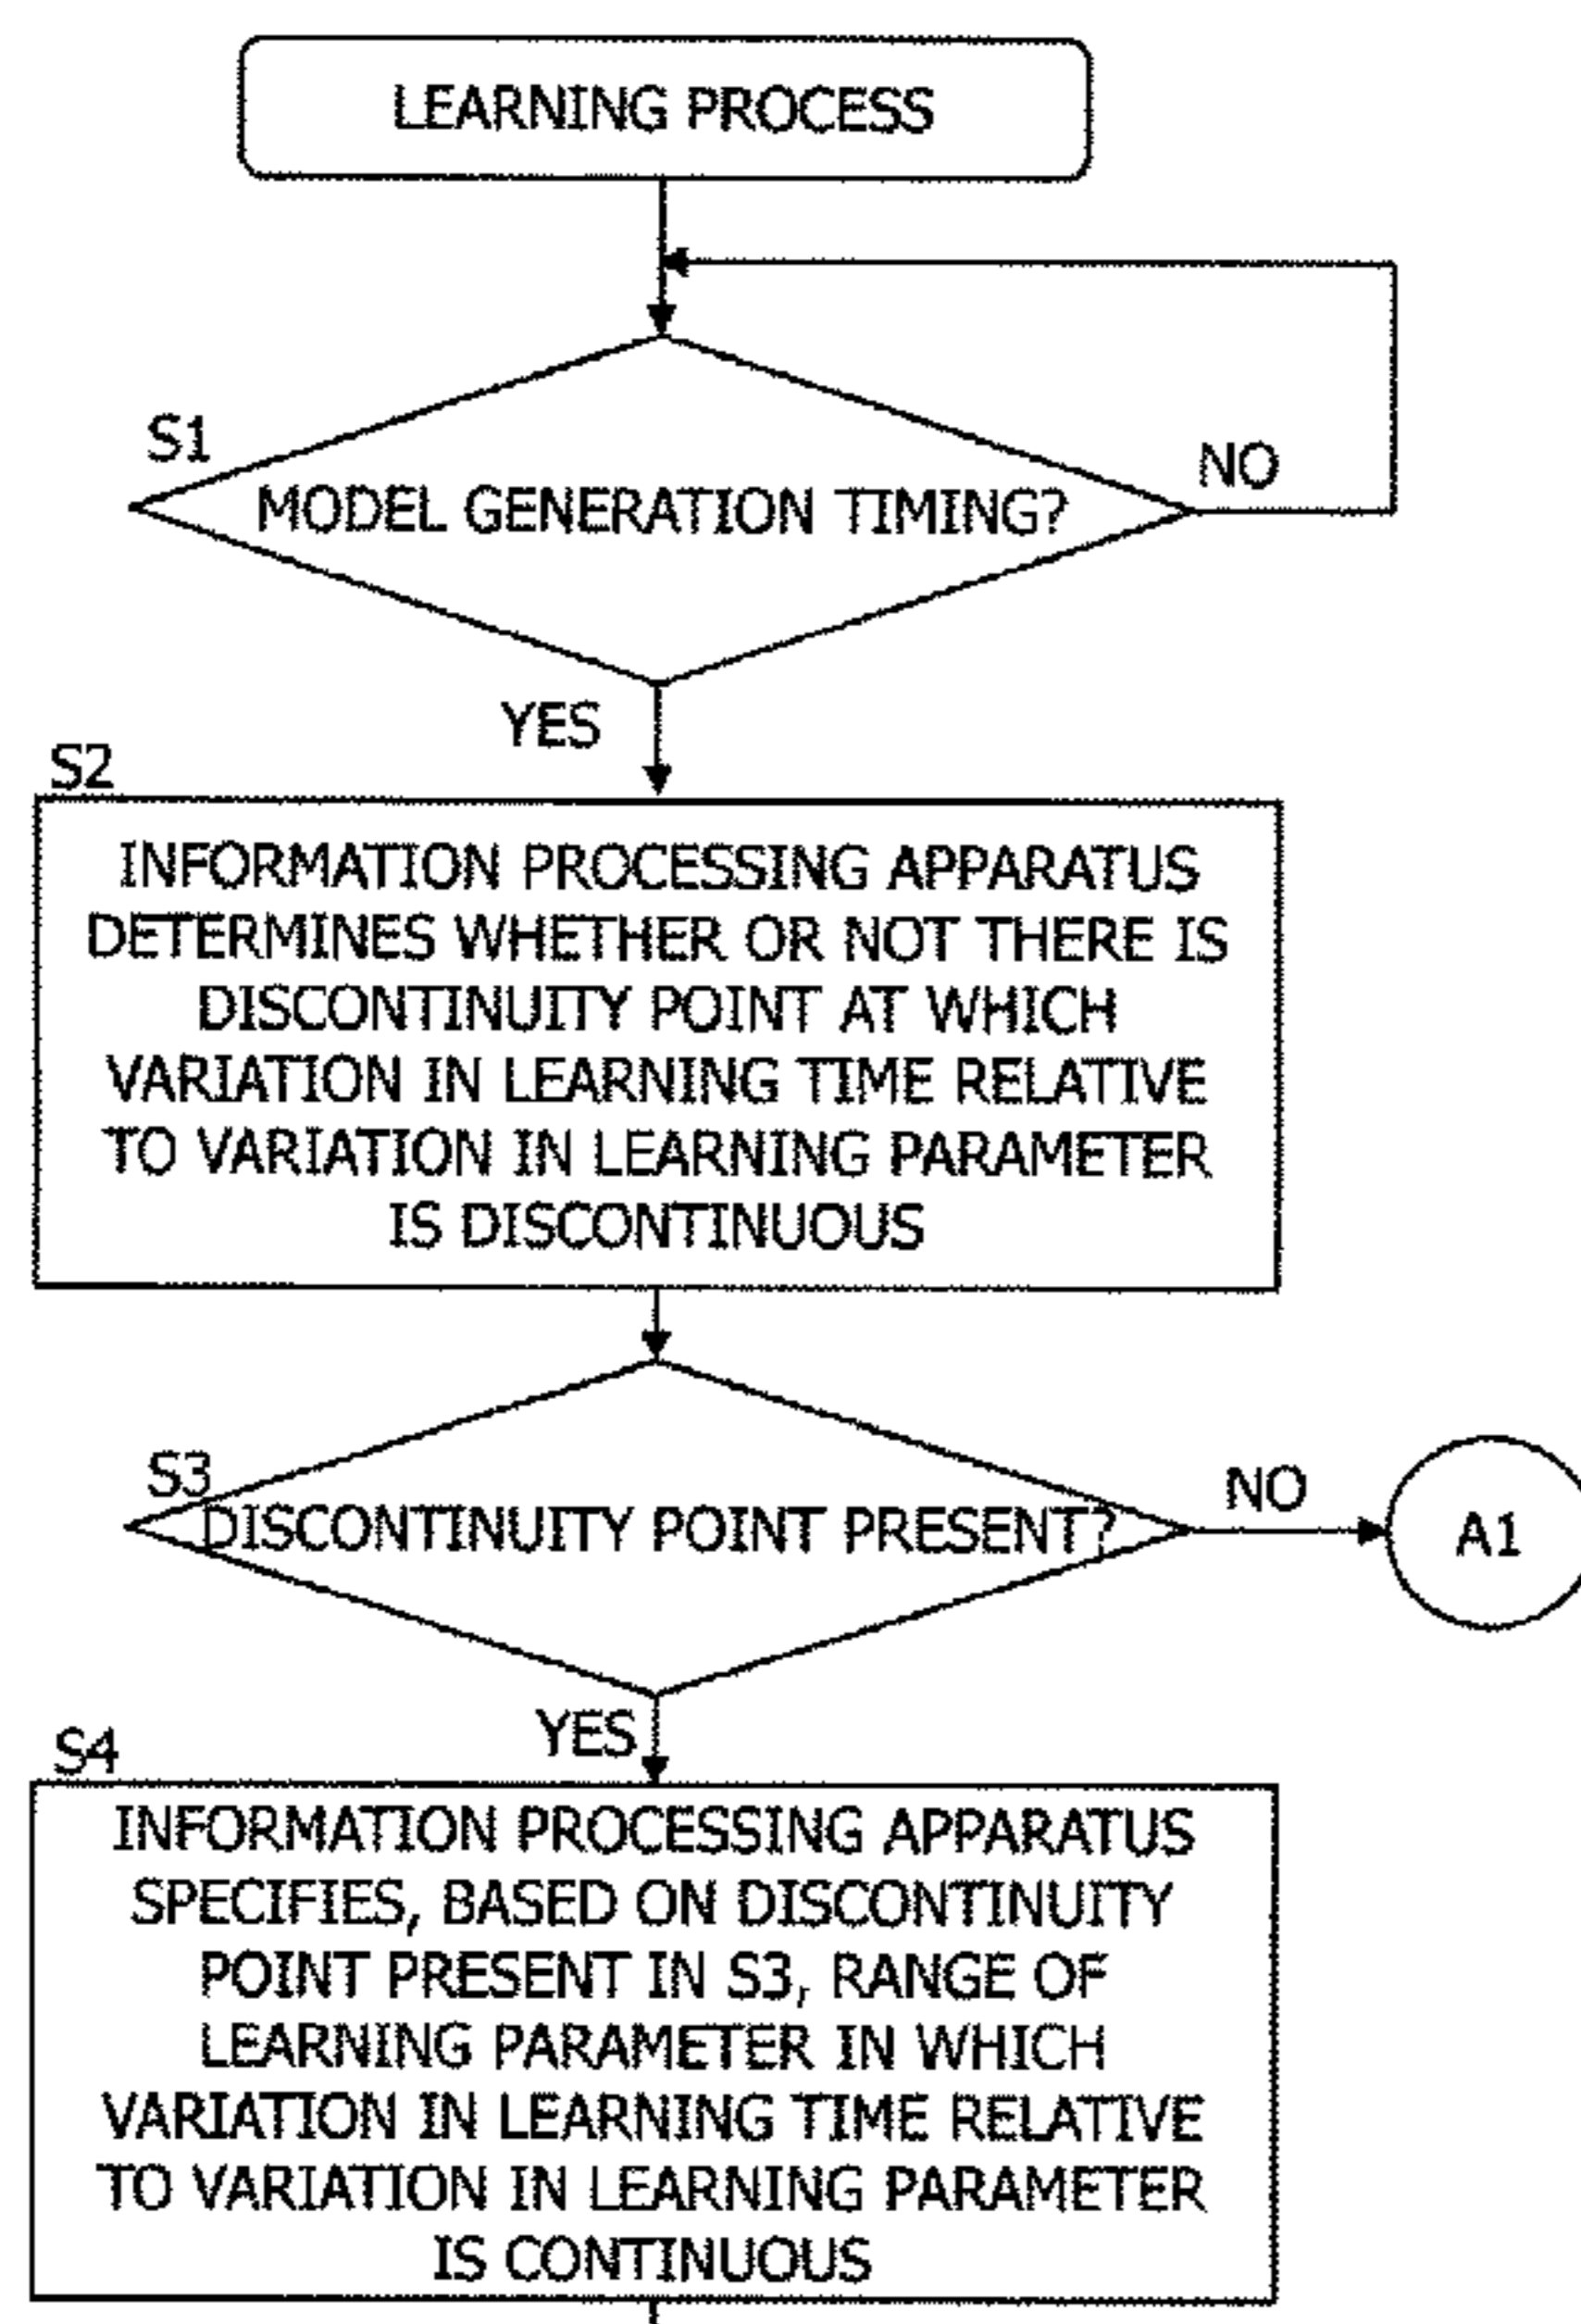 LEARNING PROCESS
S1
MODEL GENERATION TIMING?
NO
YES
S2
INFORMATION PROCESSING APPARATUS
DETERMINES WHETHER OR NOT THERE IS
DISCONTINUITY POINT AT WHICH
VARIATION IN LEARNING TIME RELATIVE
TO VARIATION IN LEARNING PARAMETER
IS DISCONTINUOUS
S3
DISCONTINUITY POINT PRESENT?
NO
A1
YES
S4
INFORMATION PROCESSING APPARATUS
SPECIFIES, BASED ON DISCONTINUITY
POINT PRESENT IN S3, RANGE OF
LEARNING PARAMETER IN WHICH
VARIATION IN LEARNING TIME RELATIVE
TO VARIATION IN LEARNING PARAMETER
IS CONTINUOUS